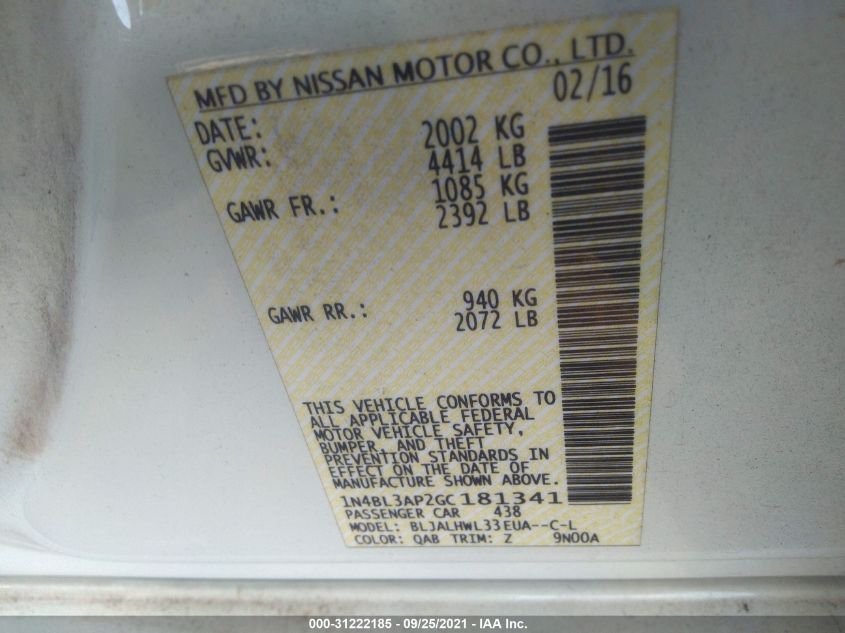 MFD BY NISSAN MOTOR CO., LTD.
DATE: 02/16
GVWR: 2002 KG
4414 LB
GAWR FR.: 1085 KG
2392 LB
GAWR RR.: 940 KG
2072 LB
THIS VEHICLE CONFORMS TO
ALL APPLICABLE FEDERAL
MOTOR VEHICLE SAFETY,
BUMPER, AND THEFT
PREVENTION STANDARDS IN
EFFECT ON THE DATE OF
MANUFACTURE SHOWN ABOVE.
1N4BL3AP2GC181341
PASSENGER CAR 438
MODEL: BLJALHWL33EUA--C-L
COLOR: QAB TRIM: Z 9N00A
000-31222185 - 09/25/2021 - IAA Inc.